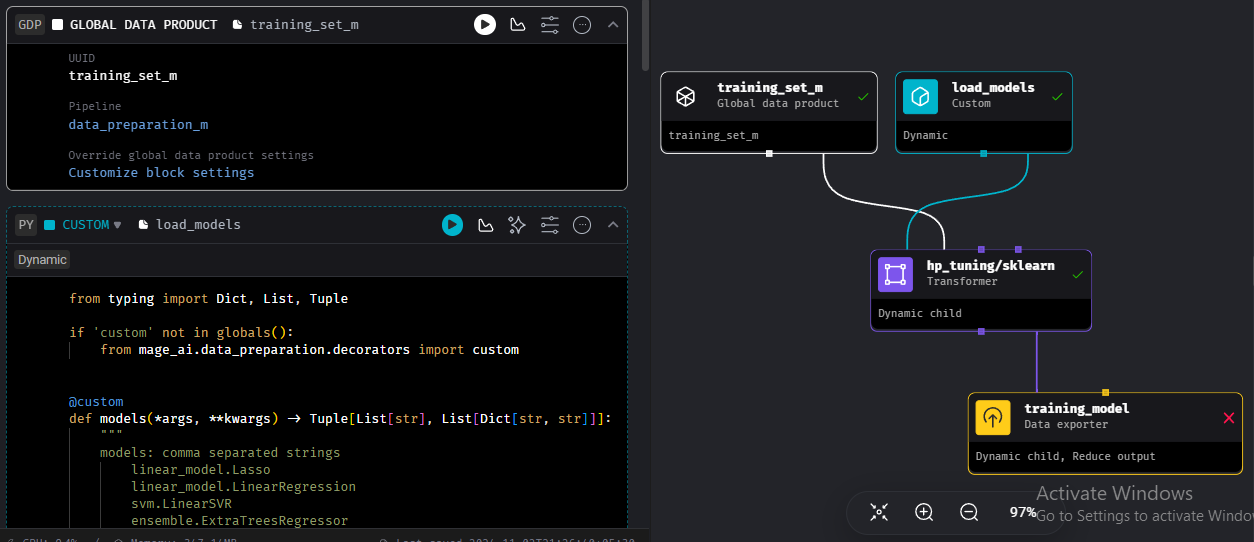 GDP GLOBAL DATA PRODUCT training_set_m
UUID
training_set_m
Pipeline
data_preparation_m
Override global data product settings
Customize block settings
PY CUSTOM load_models
Dynamic
from typing import Dict, List, Tuple
if 'custom' not in globals():
from mage_ai.data_preparation.decorators import custom
@custom
def models(*args, **kwargs) → Tuple[List[str], List[Dict[str, str]]]:
"""
models: comma separated strings
linear_model.Lasso
linear_model.LinearRegression
svm.LinearSVR
ensemble.ExtraTreesRegressor
training_set_m
Global data product
training_set_m
load_models
Custom
Dynamic
hp_tuning/sklearn
Transformer
Dynamic child
training_model
Data exporter
Dynamic child, Reduce output
97%
Activate Windows
Go to Settings to activate Windo